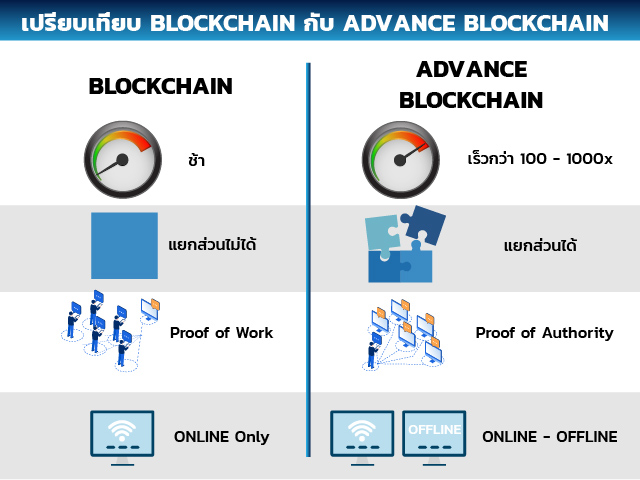 เปรียบเทียบ BLOCKCHAIN กับ ADVANCE BLOCKCHAIN
BLOCKCHAIN
ADVANCE
BLOCKCHAIN
ช้า
เร็วกว่า 100 - 1000x
แยกส่วนไม่ได้
แยกส่วนได้
Proof of Work
Proof of Authority
ONLINE Only
OFFLINE
ONLINE - OFFLINE